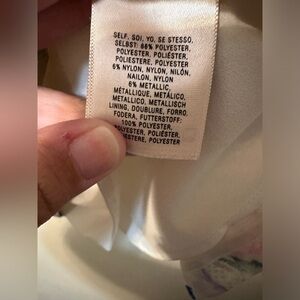 SELF, SOI, YO, SE STESSO,
SELBST: 88% POLYESTER,
POLYESTER, POLIÉSTER,
POLIESTERE, POLYESTER
6% NYLON, NYLON, NILÓN,
NAILON, NYLON
6% METALLIC,
MÉTALLIQUE, METÁLICO,
METALLICO, METALLISCH
LINING, DOUBLURE, FORRO,
FODERA, FUTTERSTOFF:
100% POLYESTER,
POLYESTER, POLIÉSTER,
POLIESTERE, POLYESTER